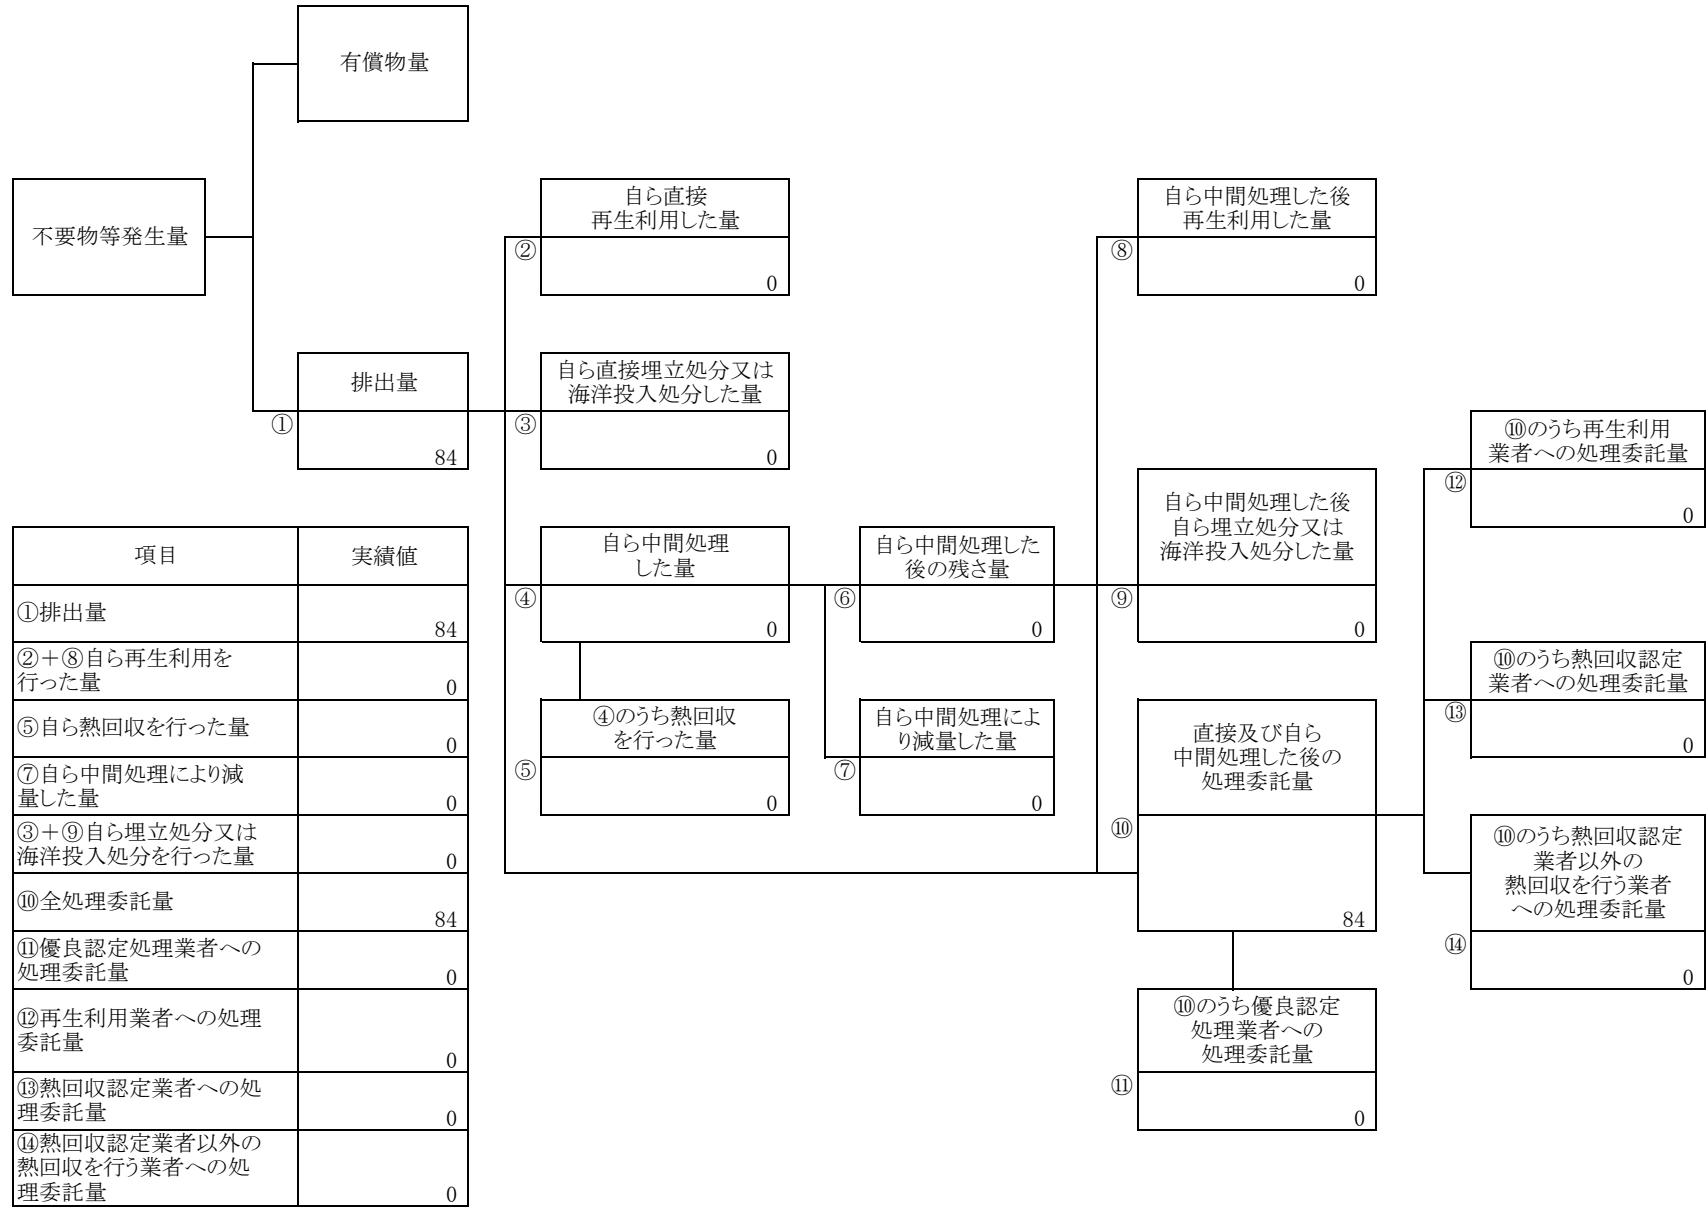 有償物量
不要物等発生量
自ら直接
再生利用した量
②
0
自ら中間処理した後
再生利用した量
⑧
0
排出量
①
84
自ら直接埋立処分又は
海洋投入処分した量
③
0
⑩のうち再生利用
業者への処理委託量
⑫
0
自ら中間処理
した量
④
0
自ら中間処理した
後の残さ量
⑥
0
自ら中間処理した後
自ら埋立処分又は
海洋投入処分した量
⑨
0
⑩のうち熱回収認定
業者への処理委託量
⑬
0
④のうち熱回収
を行った量
⑤
0
自ら中間処理によ
り減量した量
⑦
0
直接及び自ら
中間処理した後の
処理委託量
⑩
84
⑩のうち熱回収認定
業者以外の
熱回収を行う業者
への処理委託量
⑭
0
⑩のうち優良認定
処理業者への
処理委託量
⑪
0
項目 実績値
①排出量
84
②＋⑧自ら再生利用を
行った量
0
⑤自ら熱回収を行った量
0
⑦自ら中間処理により減
量した量
0
③＋⑨自ら埋立処分又は
海洋投入処分を行った量
0
⑩全処理委託量
84
⑪優良認定処理業者への
処理委託量
0
⑫再生利用業者への処理
委託量
0
⑬熱回収認定業者への処
理委託量
0
⑭熱回収認定業者以外の
熱回収を行う業者への処
理委託量
0